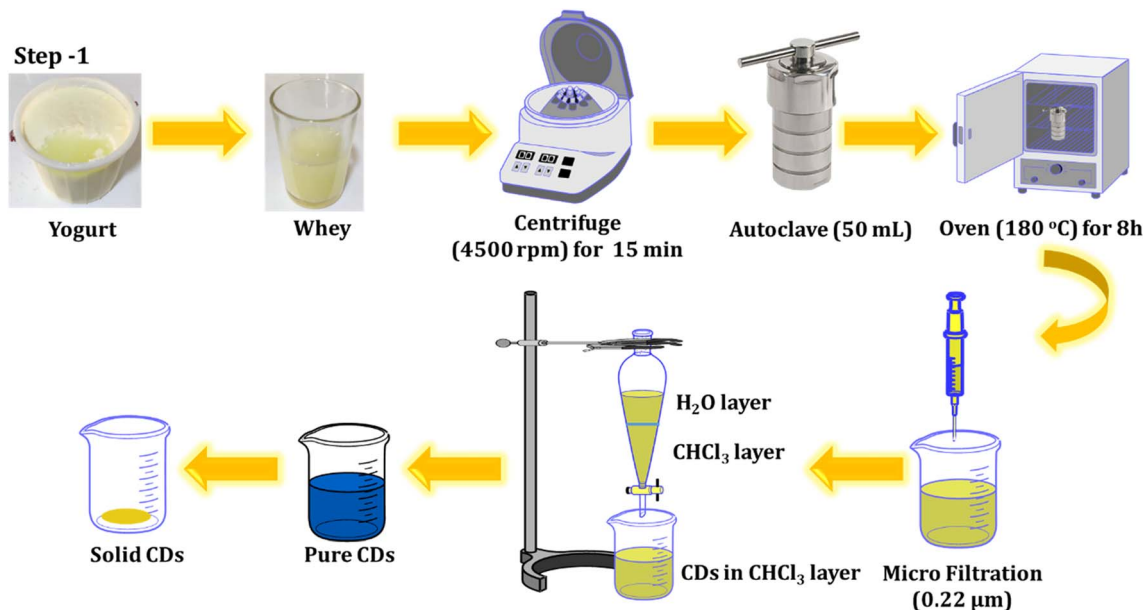 Step -1
Yogurt
Whey
Centrifuge
(4500 rpm) for 15 min
Autoclave (50 mL)
Oven (180 °C) for 8h
H₂O layer
CHCl₃ layer
CDs in CHCl₃ layer
Micro Filtration
(0.22 µm)
Pure CDs
Solid CDs